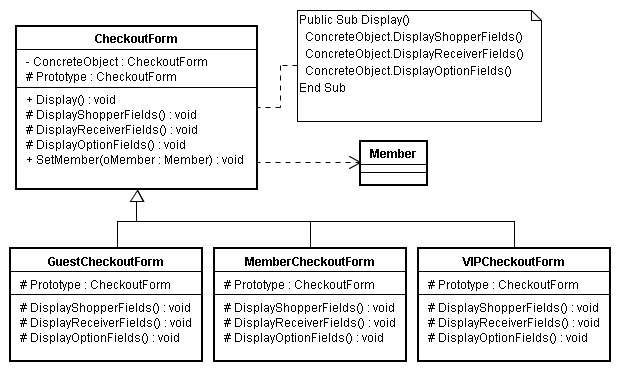 CheckoutForm
- ConcreteObject : CheckoutForm
# Prototype : CheckoutForm
+ Display() : void
# DisplayShopperFields() : void
# DisplayReceiverFields() : void
# DisplayOptionFields() : void
+ SetMember(oMember : Member) : void
Public Sub Display()
ConcreteObject.DisplayShopperFields()
ConcreteObject.DisplayReceiverFields()
ConcreteObject.DisplayOptionFields()
End Sub
Member
GuestCheckoutForm
# Prototype : CheckoutForm
# DisplayShopperFields() : void
# DisplayReceiverFields() : void
# DisplayOptionFields() : void
MemberCheckoutForm
# Prototype : CheckoutForm
# DisplayShopperFields() : void
# DisplayReceiverFields() : void
# DisplayOptionFields() : void
VIPCheckoutForm
# Prototype : CheckoutForm
# DisplayShopperFields() : void
# DisplayReceiverFields() : void
# DisplayOptionFields() : void